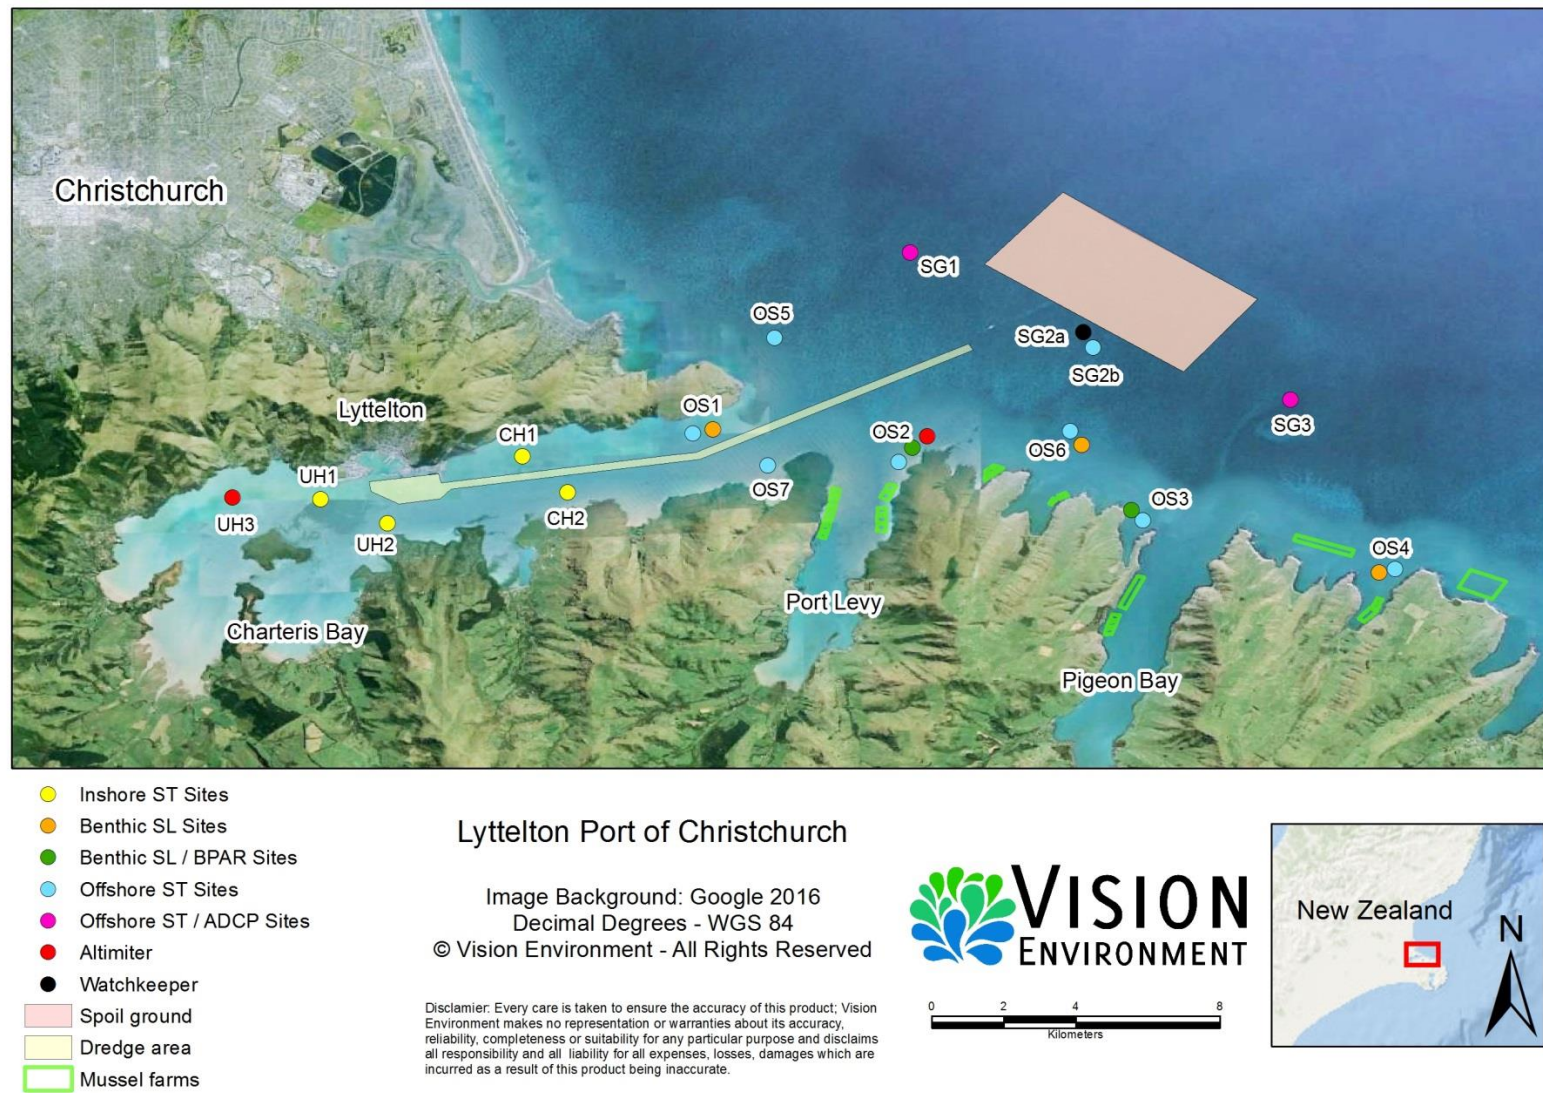 Christchurch
SG1
OS5
SG2a
SG2b
Lyttelton
OS1
SG3
CH1
OS2
OS6
UH1
OS7
OS3
CH2
UH3
UH2
OS4
Port Levy
Charteris Bay
Pigeon Bay
Inshore ST Sites
Benthic SL Sites
Benthic SL / BPAR Sites
Offshore ST Sites
Offshore ST / ADCP Sites
Altimiter
Watchkeeper
Spoil ground
Dredge area
Mussel farms
Lyttelton Port of Christchurch
Image Background: Google 2016
Decimal Degrees - WGS 84
© Vision Environment - All Rights Reserved
Disclamier: Every care is taken to ensure the accuracy of this product; Vision
Environment makes no representation or warranties about its accuracy,
reliability, completeness or suitability for any particular purpose and disclaims
all responsibility and all liability for all expenses, losses, damages which are
incurred as a result of this product being inaccurate.
VISION
ENVIRONMENT
0 2 4 8
Kilometers
New Zealand
N